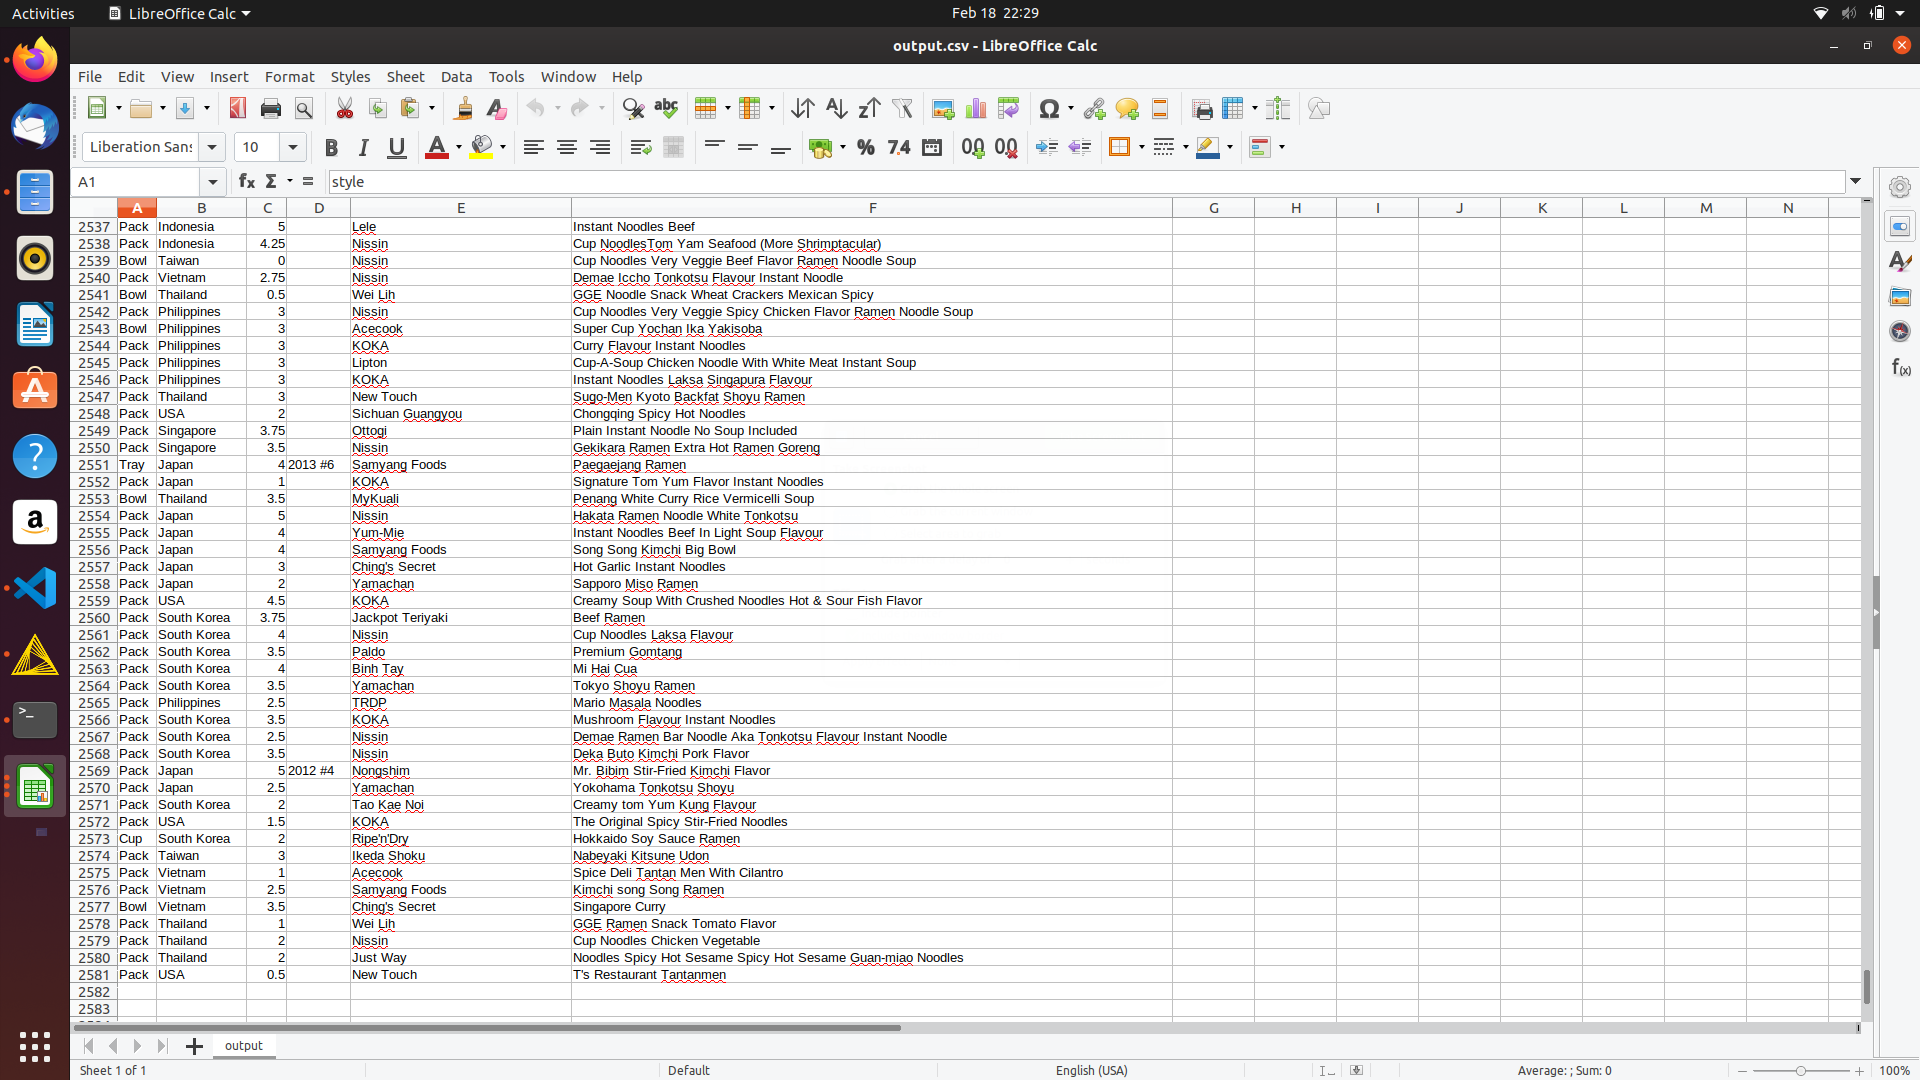 Activities LibreOffice Calc Feb 18 22:29
output.csv - LibreOffice Calc
File Edit View Insert Format Styles Sheet Data Tools Window Help
Liberation Sans 10
A1 style
A B C D E F G H I J K L M N
2537 Pack Indonesia 5 Lele Instant Noodles Beef
2538 Pack Indonesia 4.25 Nissin Cup NoodlesTom Yam Seafood (More Shrimptacular)
2539 Bowl Taiwan 0 Nissin Cup Noodles Very Veggie Beef Flavor Ramen Noodle Soup
2540 Pack Vietnam 2.75 Nissin Demae Iccho Tonkotsu Flavour Instant Noodle
2541 Bowl Thailand 0.5 Wei Lih GGE Noodle Snack Wheat Crackers Mexican Spicy
2542 Pack Philippines 3 Nissin Cup Noodles Very Veggie Spicy Chicken Flavor Ramen Noodle Soup
2543 Bowl Philippines 3 Acecook Super Cup Yochan Ika Yakisoba
2544 Pack Philippines 3 KOKA Curry Flavour Instant Noodles
2545 Pack Philippines 3 Lipton Cup-A-Soup Chicken Noodle With White Meat Instant Soup
2546 Pack Philippines 3 KOKA Instant Noodles Laksa Singapura Flavour
2547 Pack Thailand 3 New Touch Sugo-Men Kyoto Backfat Shoyu Ramen
2548 Pack USA 2 Sichuan Guangyou Chongqing Spicy Hot Noodles
2549 Pack Singapore 3.75 Ottogi Plain Instant Noodle No Soup Included
2550 Pack Singapore 3.5 Nissin Gekikara Ramen Extra Hot Ramen Goreng
2551 Tray Japan 4 2013 #6 Samyang Foods Paegaejang Ramen
2552 Pack Japan 1 KOKA Signature Tom Yum Flavor Instant Noodles
2553 Bowl Thailand 3.5 MyKuali Penang White Curry Rice Vermicelli Soup
2554 Pack Japan 5 Nissin Hakata Ramen Noodle White Tonkotsu
2555 Pack Japan 4 Yum-Mie Instant Noodles Beef In Light Soup Flavour
2556 Pack Japan 4 Samyang Foods Song Song Kimchi Big Bowl
2557 Pack Japan 3 Ching's Secret Hot Garlic Instant Noodles
2558 Pack Japan 2 Yamachan Sapporo Miso Ramen
2559 Pack USA 4.5 KOKA Creamy Soup With Crushed Noodles Hot & Sour Fish Flavor
2560 Pack South Korea 3.75 Jackpot Teriyaki Beef Ramen
2561 Pack South Korea 4 Nissin Cup Noodles Laksa Flavour
2562 Pack South Korea 3.5 Paldo Premium Gomtang
2563 Pack South Korea 4 Binh Tay Mi Hai Cua
2564 Pack South Korea 3.5 Yamachan Tokyo Shoyu Ramen
2565 Pack Philippines 2.5 TRDP Mario Masala Noodles
2566 Pack South Korea 3.5 KOKA Mushroom Flavour Instant Noodles
2567 Pack South Korea 2.5 Nissin Demae Ramen Bar Noodle Aka Tonkotsu Flavour Instant Noodle
2568 Pack South Korea 3.5 Nissin Deka Buto Kimchi Pork Flavor
2569 Pack Japan 5 2012 #4 Nongshim Mr. Bibim Stir-Fried Kimchi Flavor
2570 Pack Japan 2.5 Yamachan Yokohama Tonkotsu Shoyu
2571 Pack South Korea 2 Tao Kae Noi Creamy tom Yum Kung Flavour
2572 Pack USA 1.5 KOKA The Original Spicy Stir-Fried Noodles
2573 Cup South Korea 2 Ripe'n'Dry Hokkaido Soy Sauce Ramen
2574 Pack Taiwan 3 Ikeda Shoku Nabeyaki Kitsune Udon
2575 Pack Vietnam 1 Acecook Spice Deli Tantan Men With Cilantro
2576 Pack Vietnam 2.5 Samyang Foods Kimchi song Song Ramen
2577 Bowl Vietnam 3.5 Ching's Secret Singapore Curry
2578 Pack Thailand 1 Wei Lih GGE Ramen Snack Tomato Flavor
2579 Pack Thailand 2 Nissin Cup Noodles Chicken Vegetable
2580 Pack Thailand 2 Just Way Noodles Spicy Hot Sesame Spicy Hot Sesame Guan-miao Noodles
2581 Pack USA 0.5 New Touch T's Restaurant Tantanmen
2582
2583
output
Sheet 1 of 1 Default English (USA) Average: ; Sum: 0 100%